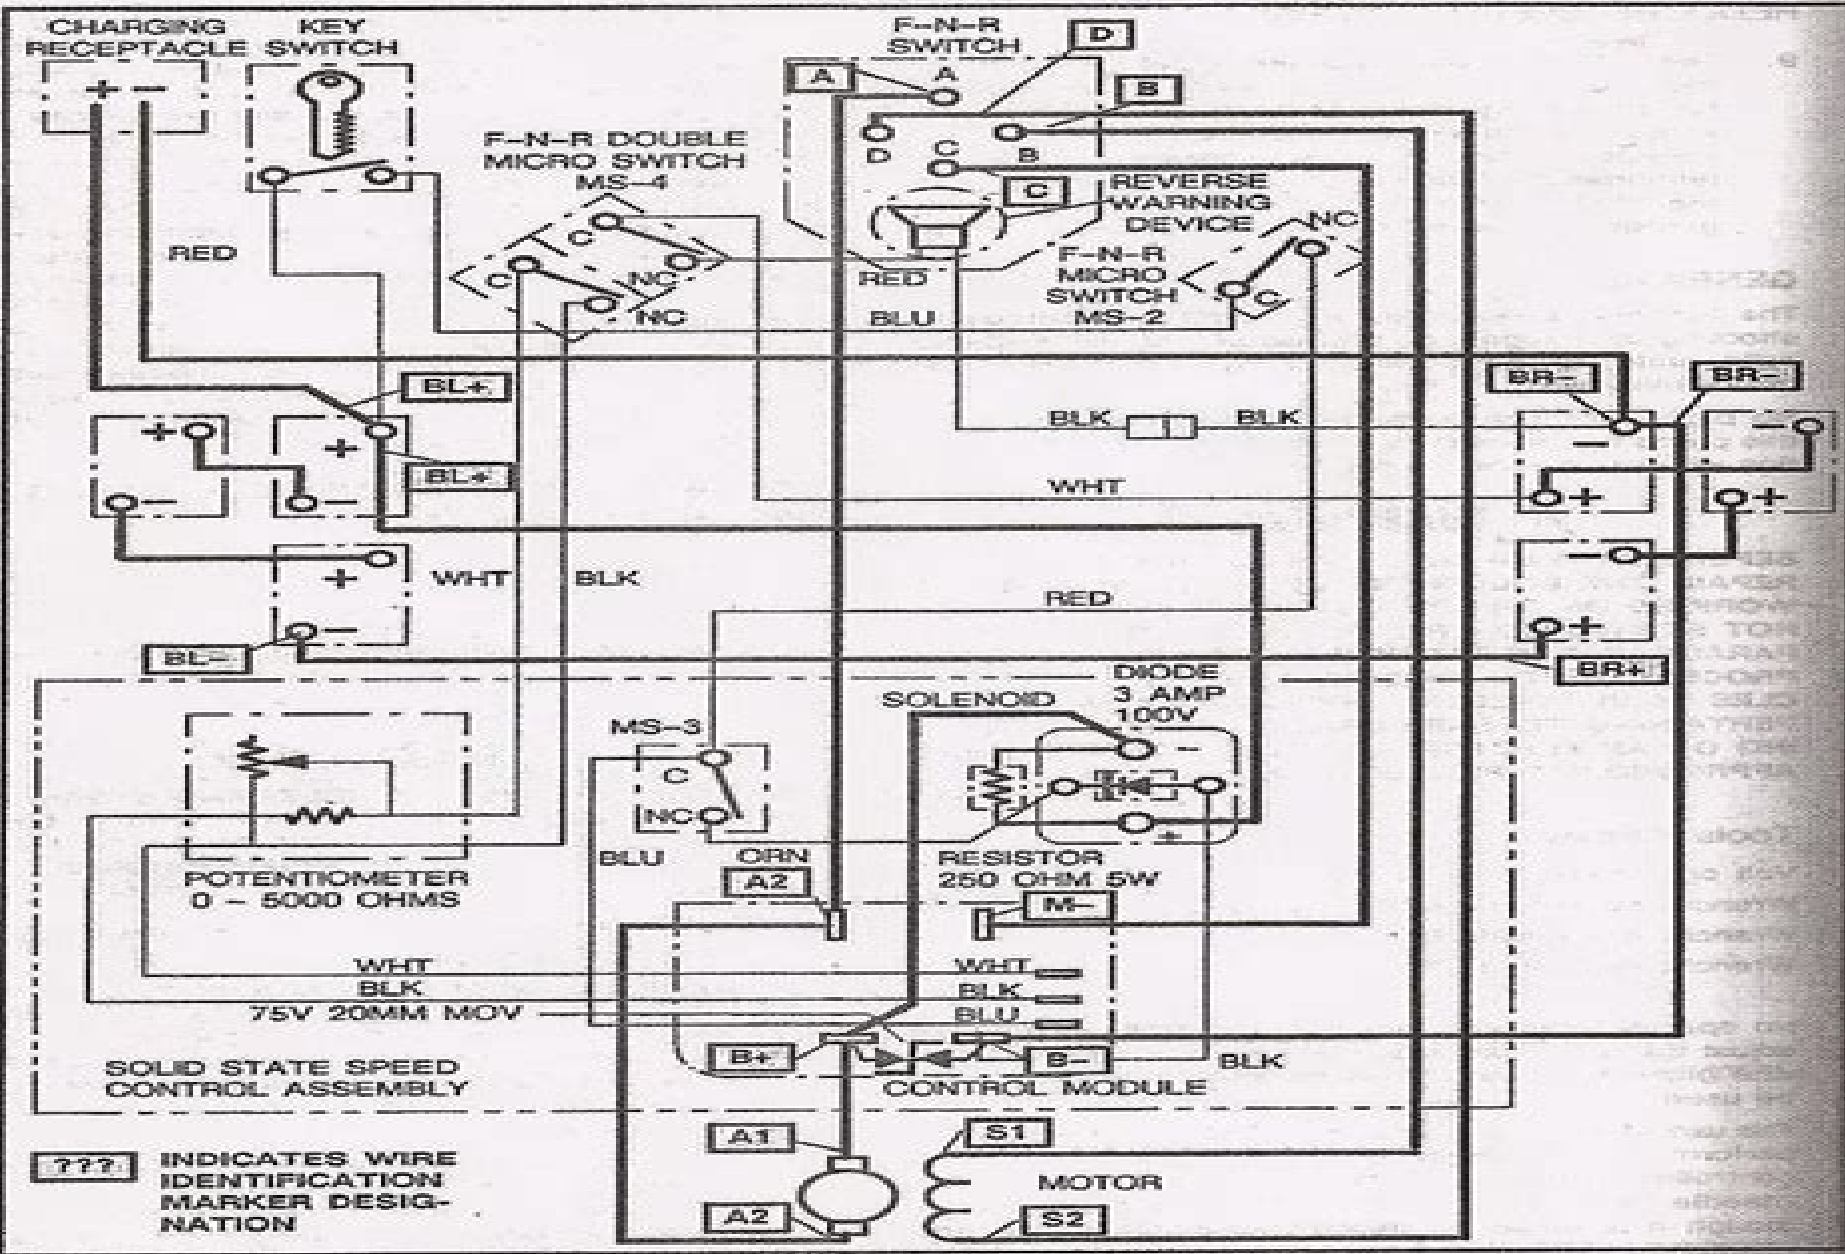 CHARGING
RECEPTACLE
KEY
SWITCH
F-N-R
SWITCH
D
A
A
B
+ -
F-N-R DOUBLE
MICRO SWITCH
MS-4
D
C
B
C
REVERSE
WARNING
DEVICE
NC
RED
C
C
NC
NC
RED
F-N-R
MICRO
SWITCH
MS-2
C
BLU
BL+
BR-
BR-
+
-
+
-
BL+
BLK
BLK
-
+
-
+
WHT
+
-
WHT
BLK
RED
-
+
BL-
BR+
DIODE
3 AMP
100V
SOLENOID
MS-3
C
NC
-
+
BLU
ORN
A2
RESISTOR
250 OHM 5W
M-
POTENTIOMETER
0 - 5000 OHMS
WHT
BLK
75V 20MM MOV
WHT
BLK
BLU
B+
B-
BLK
SOLID STATE SPEED
CONTROL ASSEMBLY
CONTROL MODULE
A1
S1
???
INDICATES WIRE
IDENTIFICATION
MARKER DESIG-
NATION
MOTOR
A2
S2